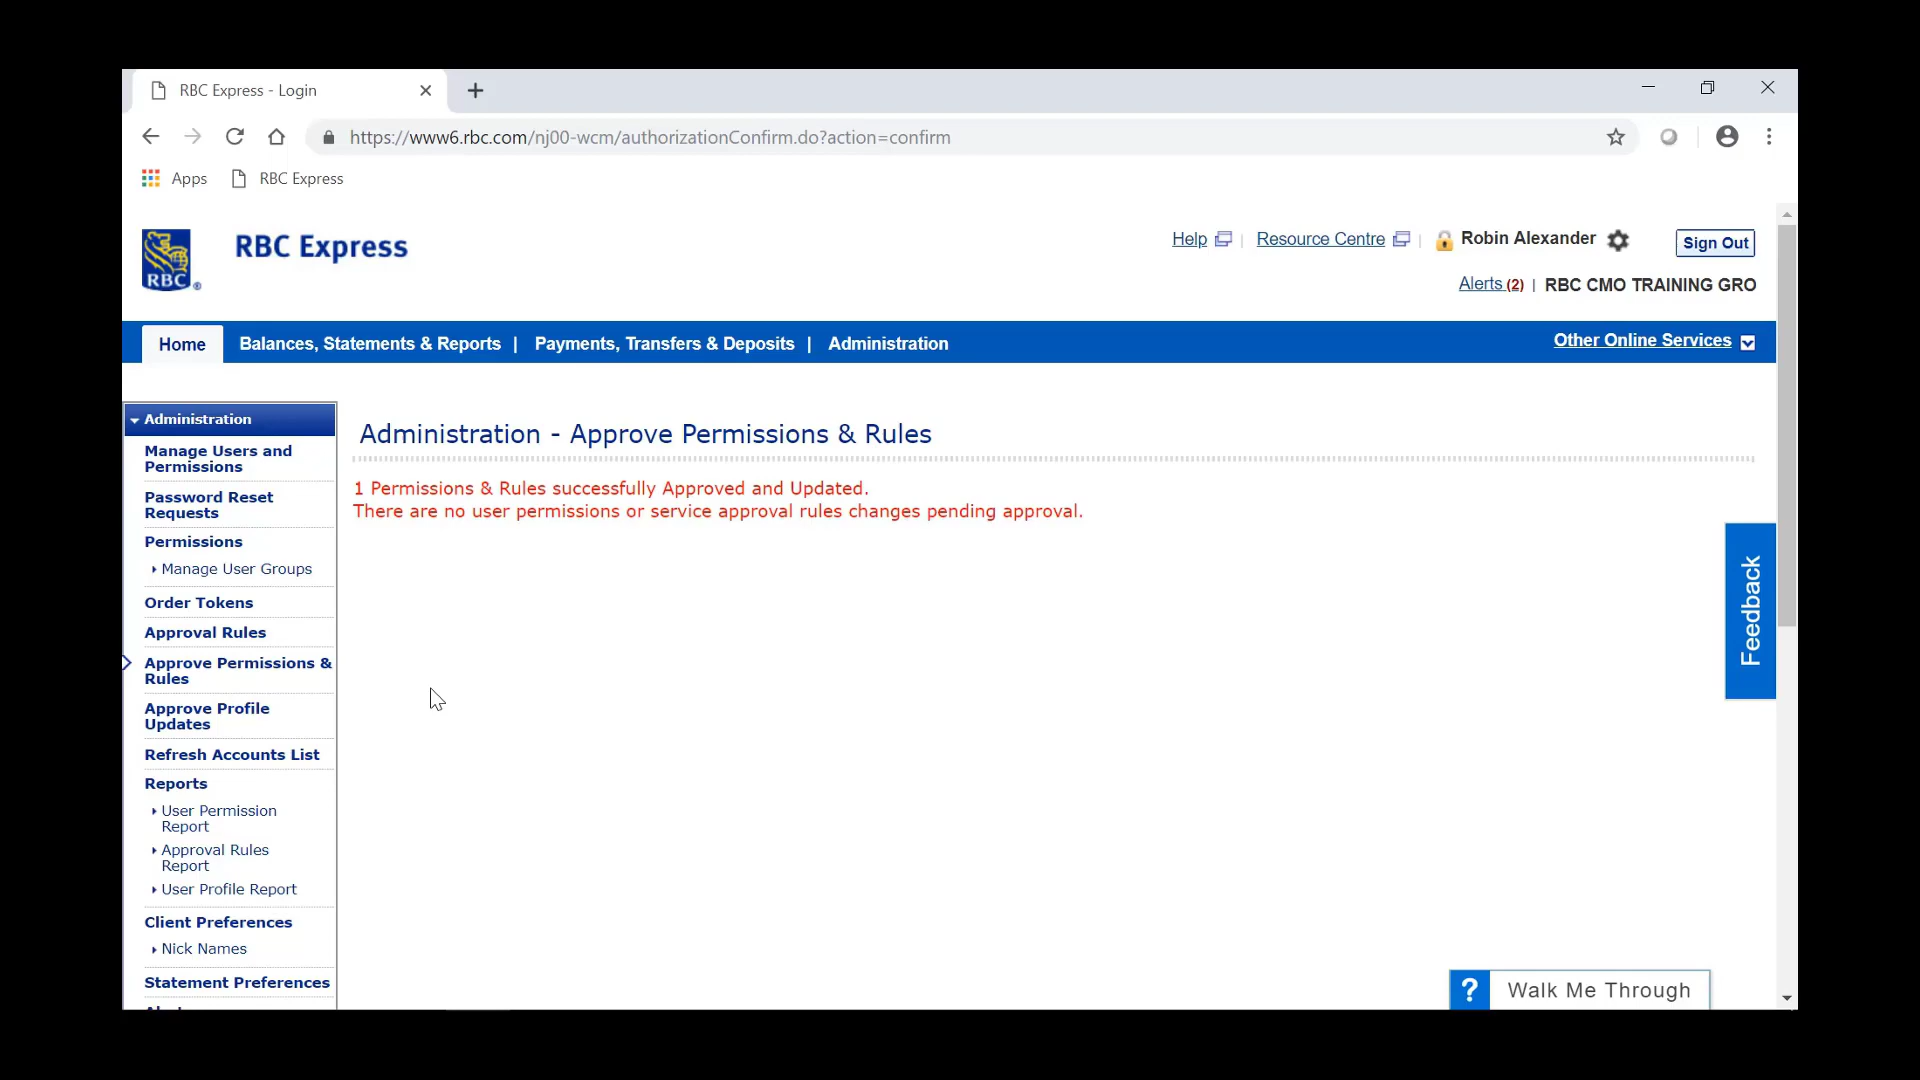 RBC Express - Login
https://www6.rbc.com/nj00-wcm/authorizationConfirm.do?action=confirm
Apps
RBC Express
RBC
®
RBC Express
Help | Resource Centre | Robin Alexander
Sign Out
Alerts (2) | RBC CMO TRAINING GRO
Home
Balances, Statements & Reports | Payments, Transfers & Deposits | Administration
Other Online Services
Administration
Manage Users and
Permissions
Password Reset
Requests
Permissions
Manage User Groups
Order Tokens
Approval Rules
Approve Permissions &
Rules
Approve Profile
Updates
Refresh Accounts List
Reports
User Permission
Report
Approval Rules
Report
User Profile Report
Client Preferences
Nick Names
Statement Preferences
Administration - Approve Permissions & Rules
1 Permissions & Rules successfully Approved and Updated.
There are no user permissions or service approval rules changes pending approval.
Feedback
? Walk Me Through